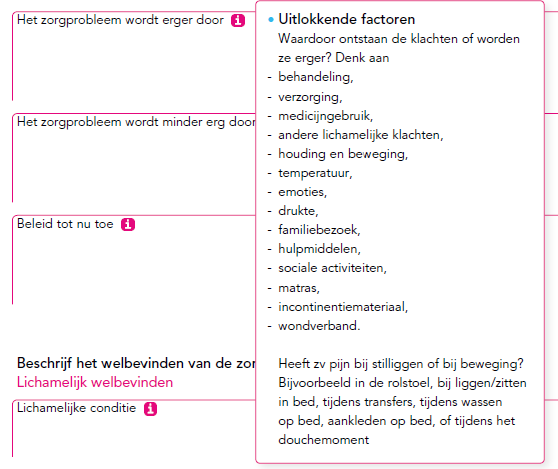 Het zorgprobleem wordt erger door i
Het zorgprobleem wordt minder erg door
Beleid tot nu toe i
Beschrijf het welbevinden van de zor
Lichamelijk welbevinden
Lichamelijke conditie i
• Uitlokkende factoren
Waardoor ontstaan de klachten of worden
ze erger? Denk aan
- behandeling,
- verzorging,
- medicijngebruik,
- andere lichamelijke klachten,
- houding en beweging,
- temperatuur,
- emoties,
- drukte,
- familiebezoek,
- hulpmiddelen,
- sociale activiteiten,
- matras,
- incontinentiemateriaal,
- wondverband.
Heeft zv pijn bij stilliggen of bij beweging?
Bijvoorbeeld in de rolstoel, bij liggen/zitten
in bed, tijdens transfers, tijdens wassen
op bed, aankleden op bed, of tijdens het
douchemoment